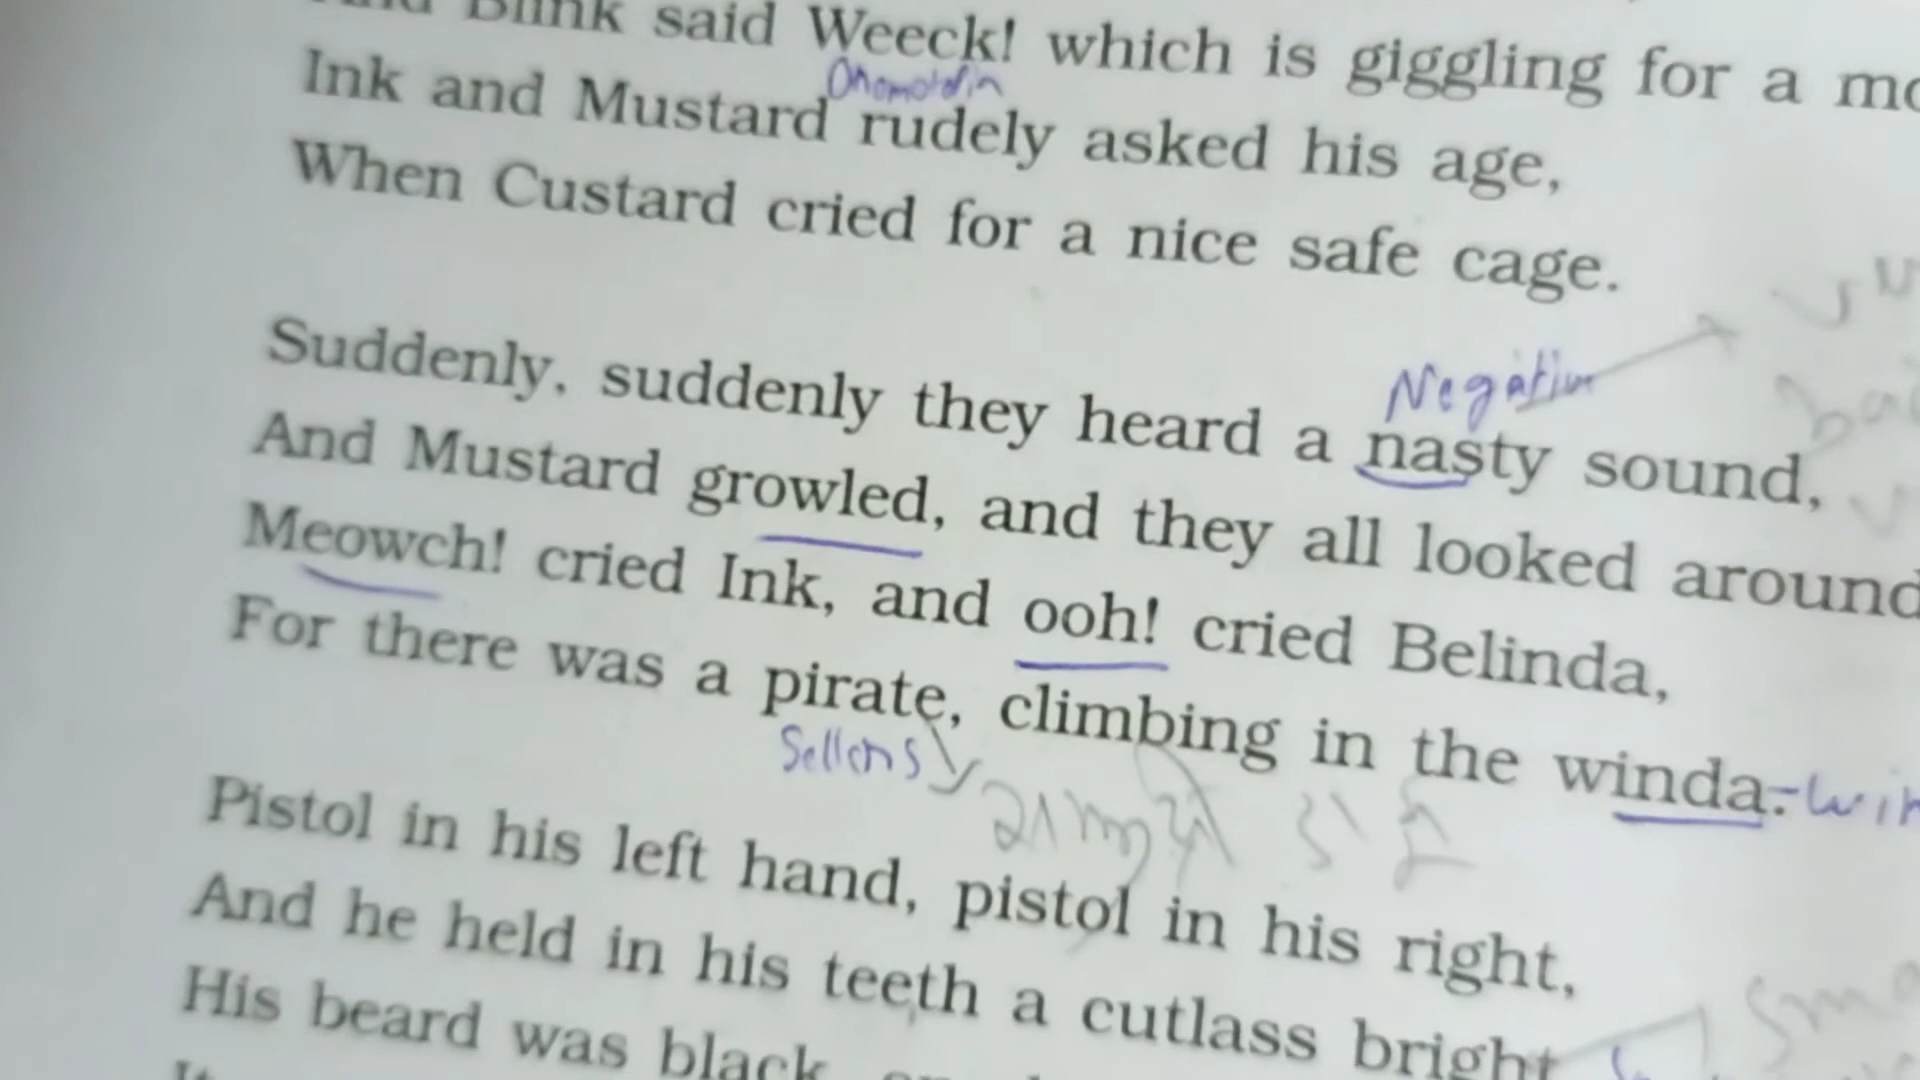 Blink said Weeck! which is giggling for a
Ink and Mustard rudely asked his age,
When Custard cried for a nice safe cage.
Suddenly, suddenly they heard a nasty sound,
And Mustard growled, and they all looked around
Meowch! cried Ink, and ooh! cried Belinda,
For there was a pirate, climbing in the winda.
Pistol in his left hand, pistol in his right,
And he held in his teeth a cutlass bright
His beard was black,